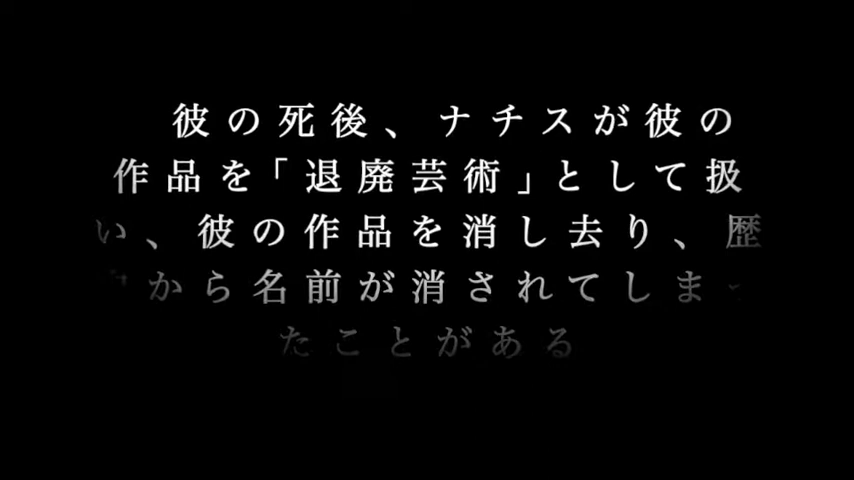 彼の死後、ナチスが彼の
作品を「退廃芸術」として扱
い、彼の作品を消し去り、歴
史から名前が消されてしまっ
たことがある